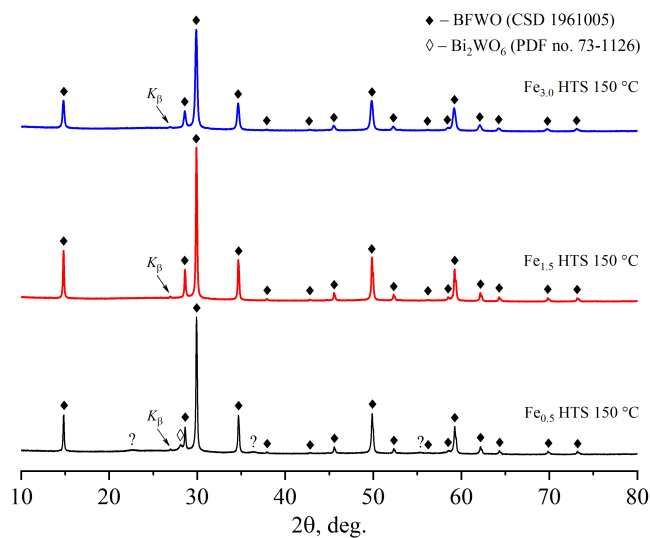 ♦ – BFWO (CSD 1961005)
◊ – Bi₂WO₆ (PDF no. 73-1126)
Kβ
Fe₃.₀ HTS 150 °C
Kβ
Fe₁.₅ HTS 150 °C
Kβ
Fe₀.₅ HTS 150 °C
? ? ?
10 20 30 40 50 60 70 80
2θ, deg.